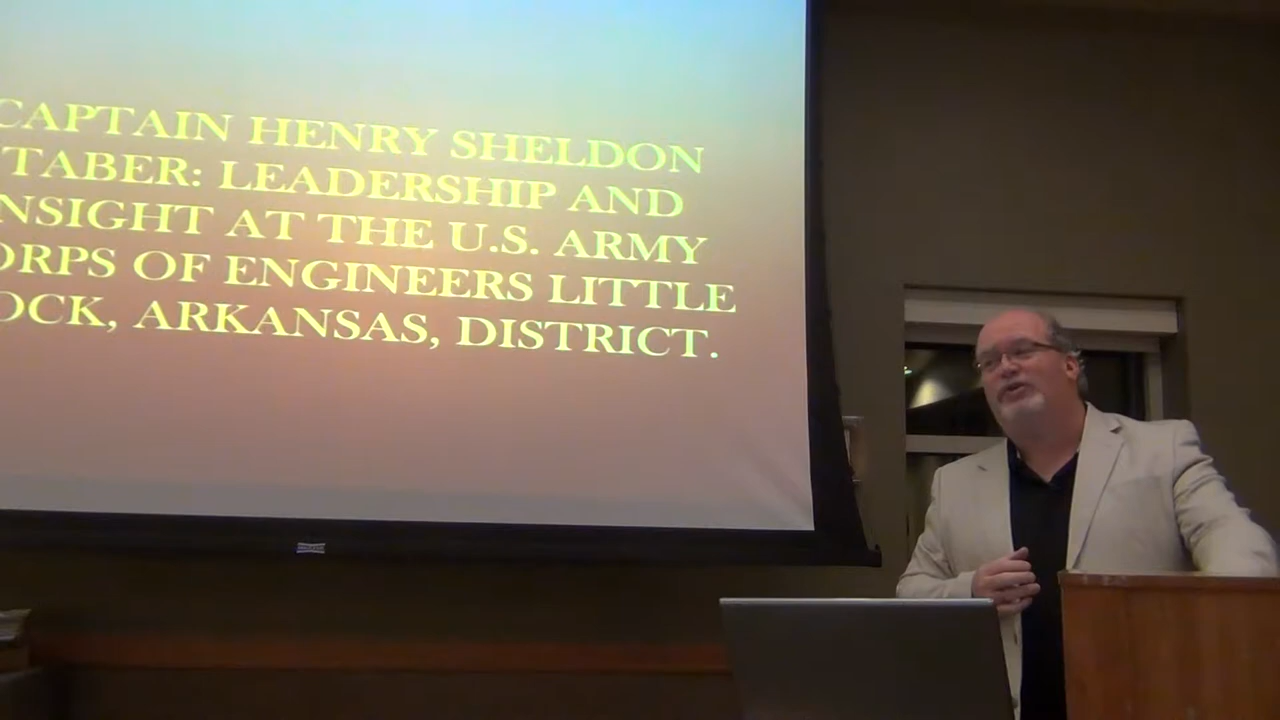 CAPTAIN HENRY SHELDON
TABER: LEADERSHIP AND
NSIGHT AT THE U.S. ARMY
ORPS OF ENGINEERS LITTLE
OCK, ARKANSAS, DISTRICT.